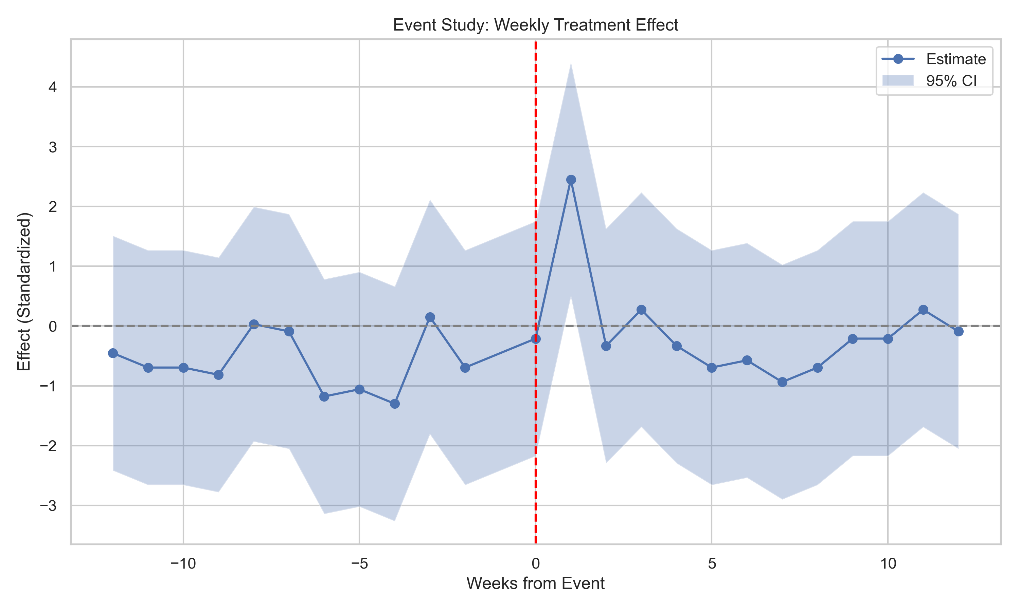 Event Study: Weekly Treatment Effect
Estimate
95% CI
Effect (Standardized)
4
3
2
1
0
−1
−2
−3
−10
−5
0
5
10
Weeks from Event